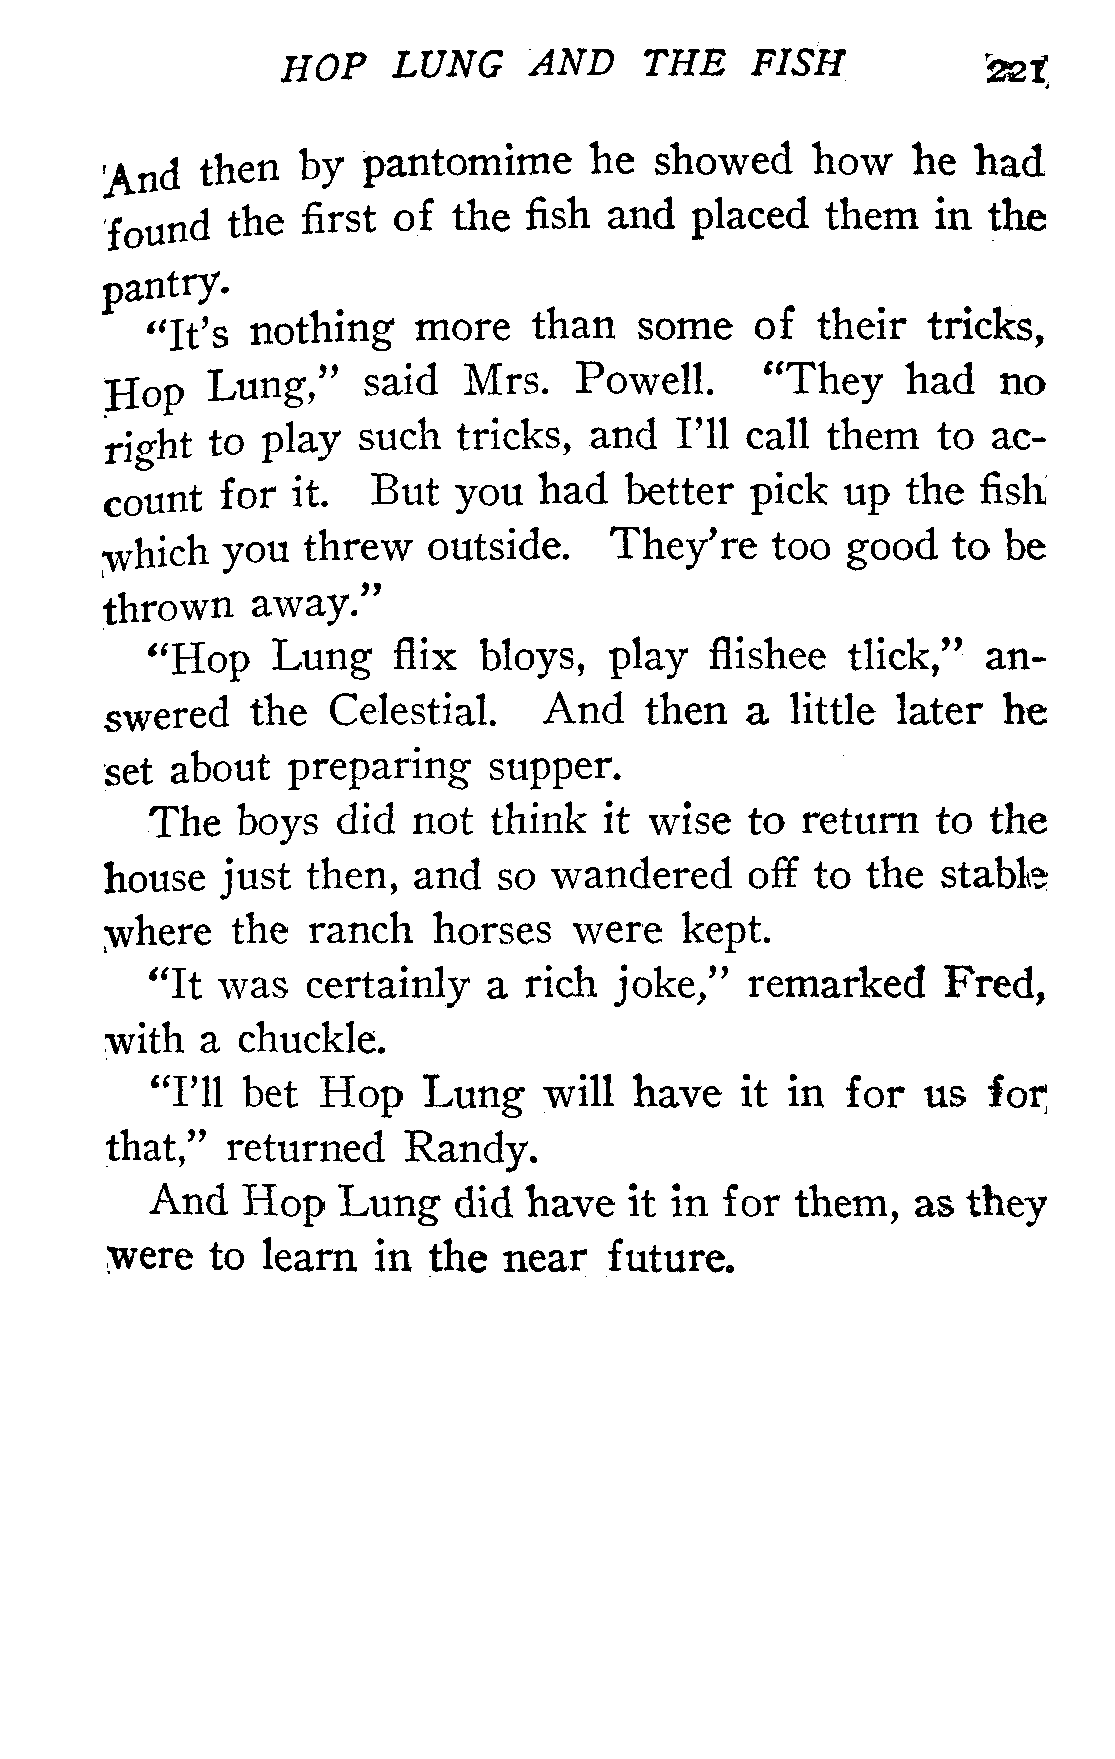 HOP LUNG AND THE FISH 221
And then by pantomime he showed how he had
found the first of the fish and placed them in the
pantry.
“It’s nothing more than some of their tricks,
Hop Lung,” said Mrs. Powell. “They had no
right to play such tricks, and I’ll call them to ac-
count for it. But you had better pick up the fish
which you threw outside. They’re too good to be
thrown away.”
“Hop Lung flix bloys, play flishee tlick,” an-
swered the Celestial. And then a little later he
set about preparing supper.
The boys did not think it wise to return to the
house just then, and so wandered off to the stable
where the ranch horses were kept.
“It was certainly a rich joke,” remarked Fred,
with a chuckle.
“I’ll bet Hop Lung will have it in for us for
that,” returned Randy.
And Hop Lung did have it in for them, as they
were to learn in the near future.